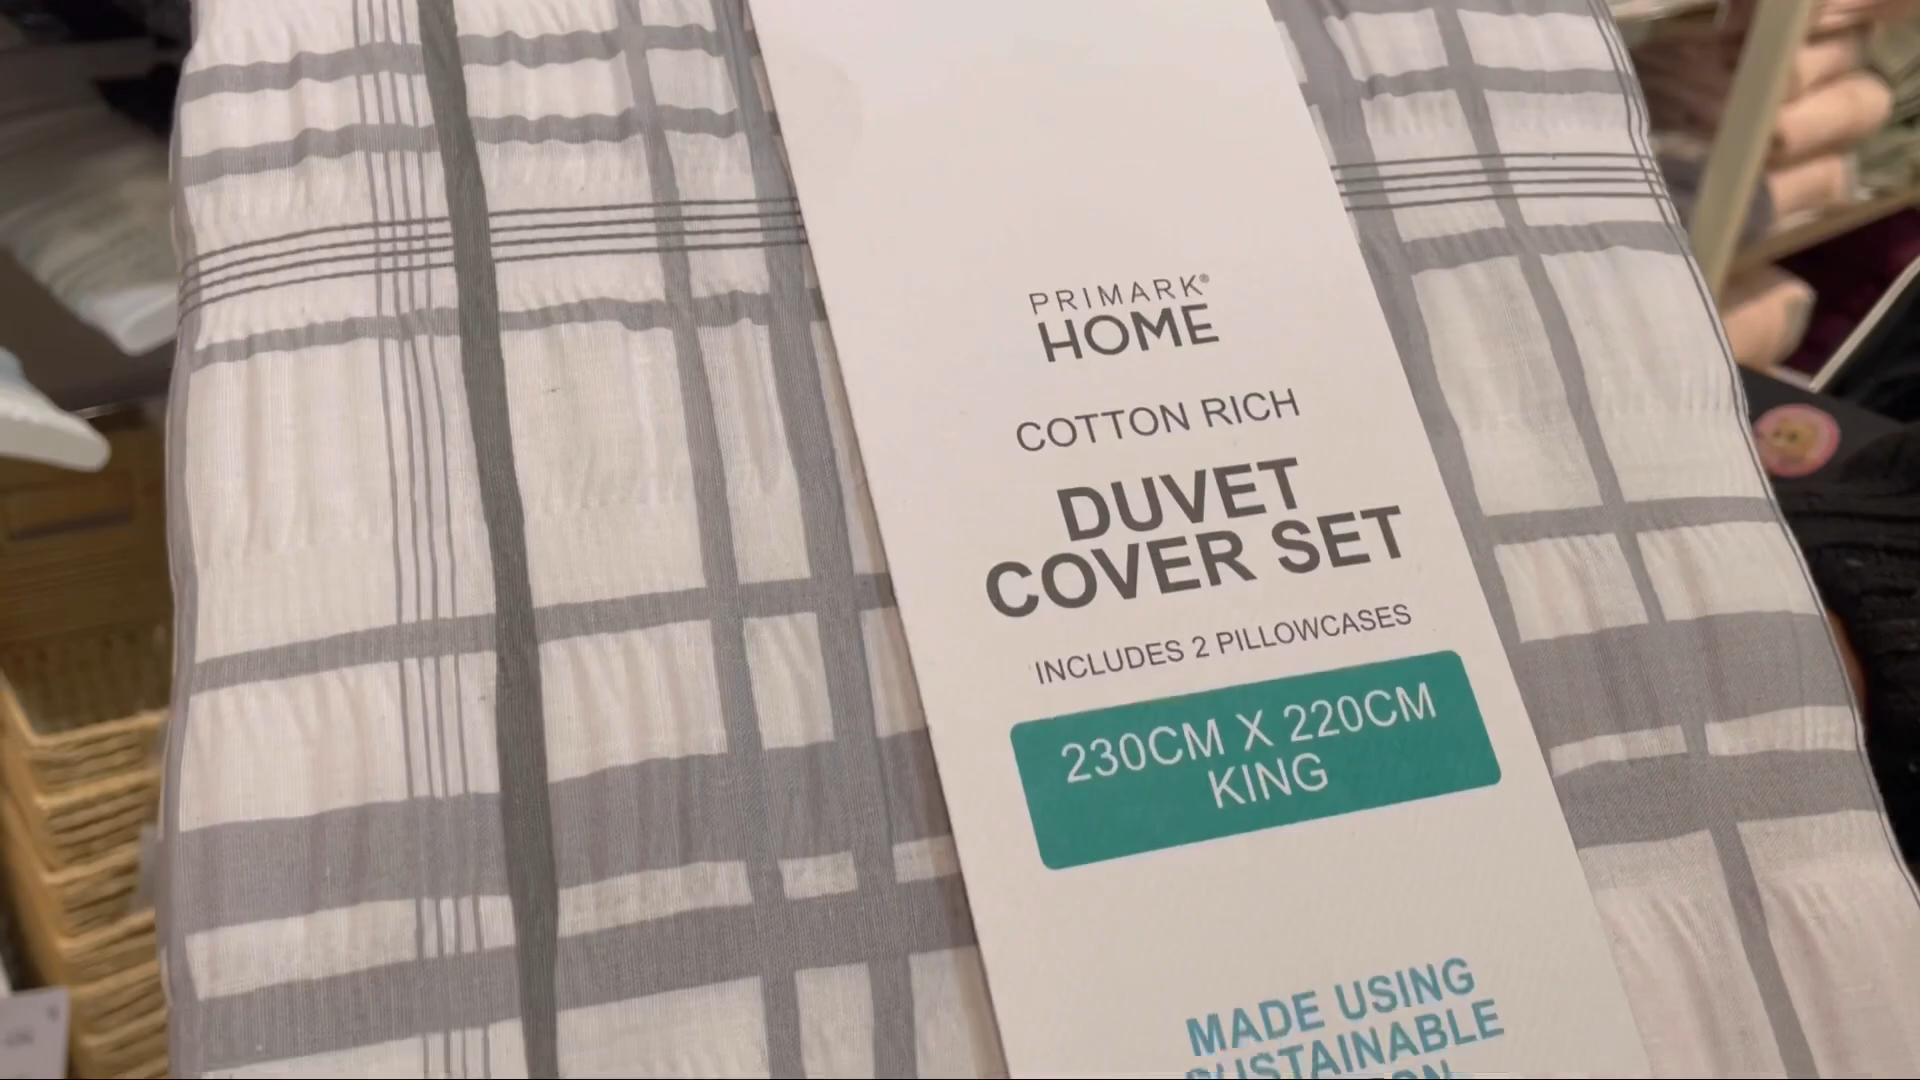 PRIMARK®
HOME
COTTON RICH
DUVET
COVER SET
INCLUDES 2 PILLOWCASES
230CM X 220CM
KING
MADE USING
SUSTAINABLE